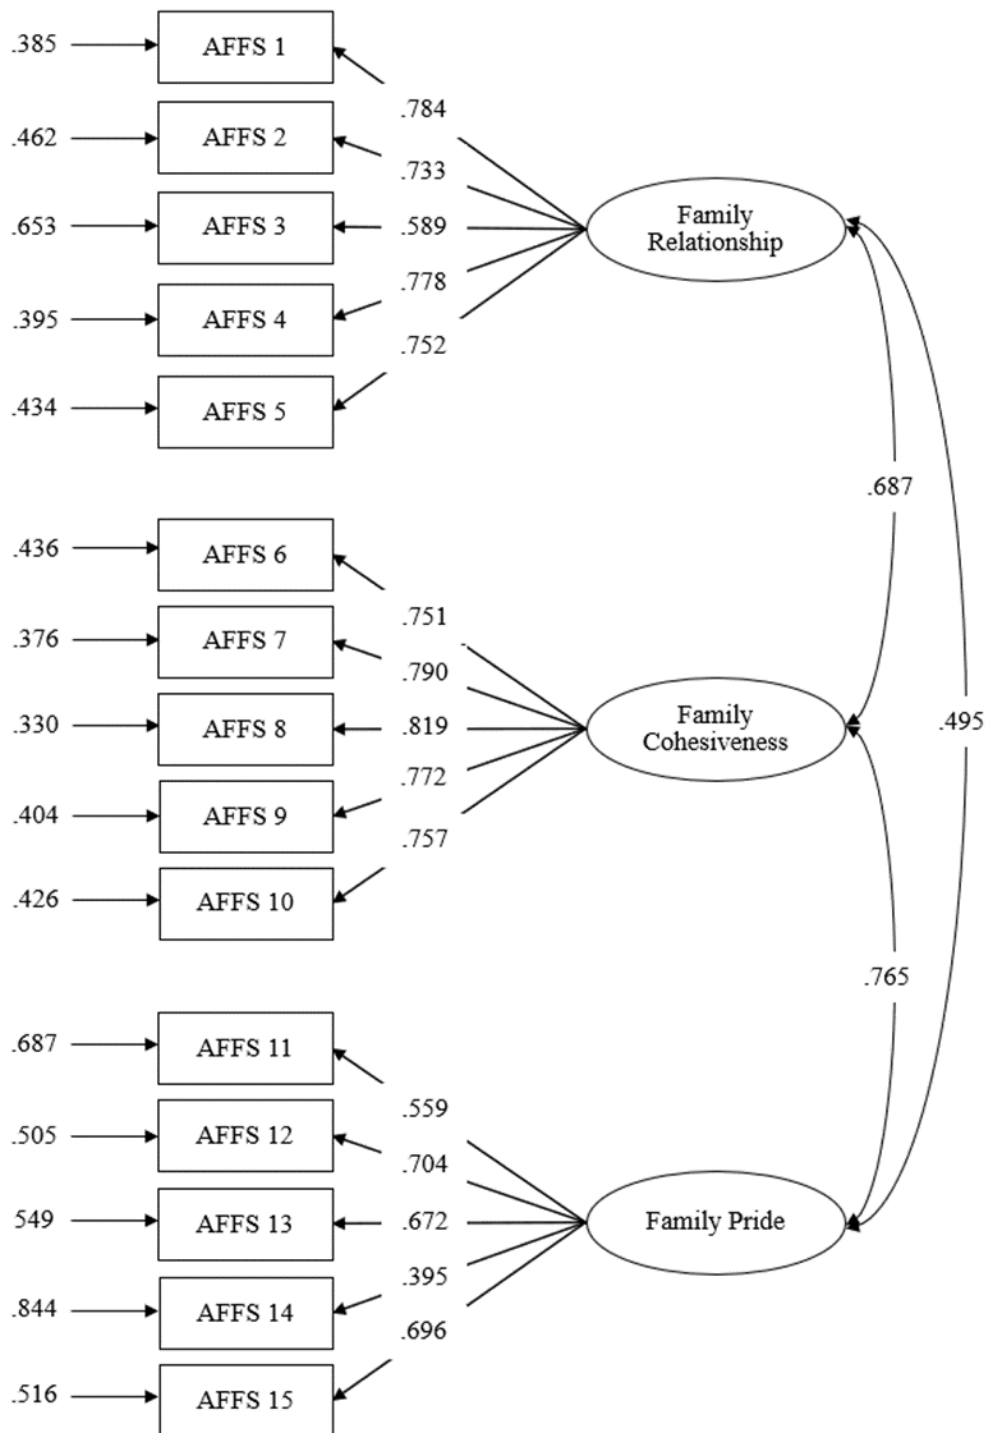 .385
AFFS 1
.784
.462
AFFS 2
.733
.653
AFFS 3
.589
.778
.395
AFFS 4
.752
.434
AFFS 5
Family
Relationship
.687
.436
AFFS 6
.751
.376
AFFS 7
.790
.330
AFFS 8
.819
.772
.404
AFFS 9
.757
.426
AFFS 10
Family
Cohesiveness
.495
.765
.687
AFFS 11
.559
.505
AFFS 12
.704
549
AFFS 13
.672
.395
.844
AFFS 14
.696
.516
AFFS 15
Family Pride